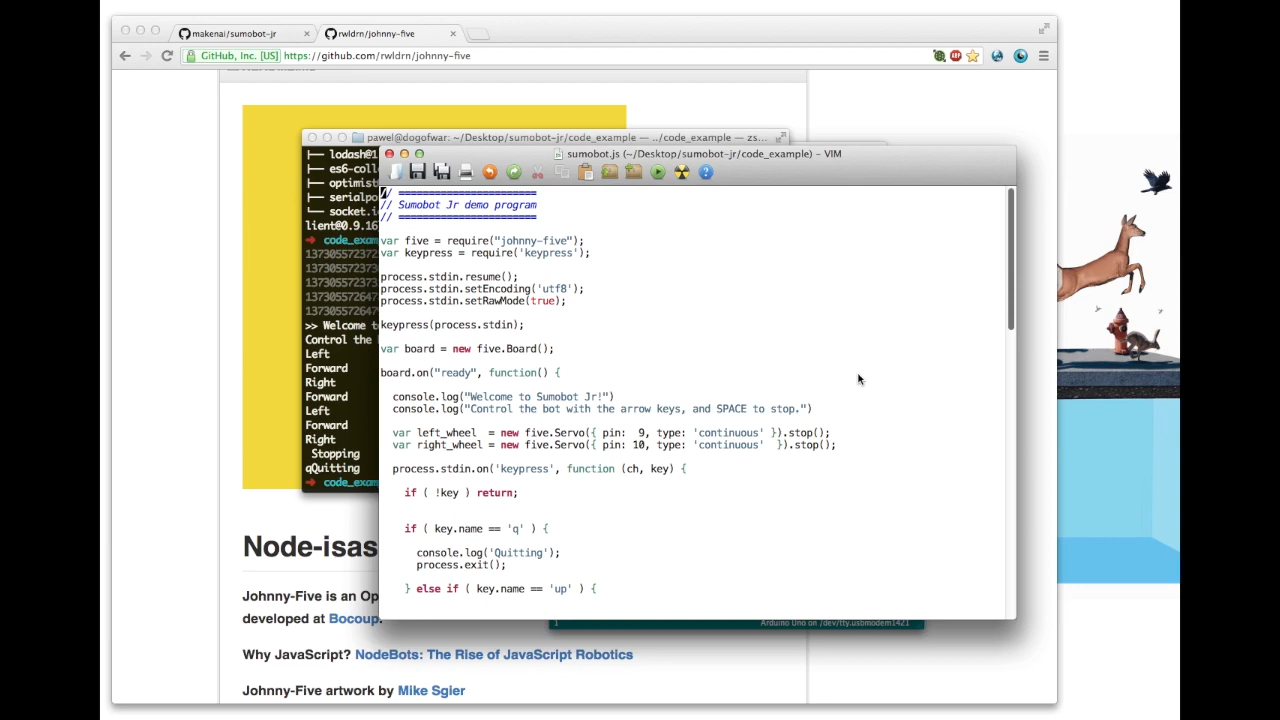 makenai/sumobot-jr
rwldrn/johnny-five
GitHub, Inc. [US] https://github.com/rwldrn/johnny-five
pawel@dogofwar: ~/Desktop/sumobot-jr/code_example — ../code_example — zs...
├── lodash@1
├── es6-coll
├── optimist
├── serialpo
└── socket.i
lient@0.9.16
➜ code_exam
137305572372
137305572373
137305572376
137305572647
137305572647
>> Welcome t
Control the
Left
Forward
Right
Forward
Left
Forward
Right
Stopping
qQuitting
➜ code_exam
sumobot.js (~/Desktop/sumobot-jr/code_example) – VIM
// =======================
// Sumobot Jr demo program
// =======================
var five = require("johnny-five");
var keypress = require('keypress');
process.stdin.resume();
process.stdin.setEncoding('utf8');
process.stdin.setRawMode(true);
keypress(process.stdin);
var board = new five.Board();
board.on("ready", function() {
console.log("Welcome to Sumobot Jr!")
console.log("Control the bot with the arrow keys, and SPACE to stop.")
var left_wheel  = new five.Servo({ pin:  9, type: 'continuous' }).stop();
var right_wheel = new five.Servo({ pin: 10, type: 'continuous'  }).stop();
process.stdin.on('keypress', function (ch, key) {
if ( !key ) return;
if ( key.name == 'q' ) {
console.log('Quitting');
process.exit();
} else if ( key.name == 'up' ) {
1
Arduino Uno on /dev/tty.usbmodem1421
Node-isas
Johnny-Five is an Op
developed at Bocoup.
Why JavaScript? NodeBots: The Rise of JavaScript Robotics
Johnny-Five artwork by Mike Sgier